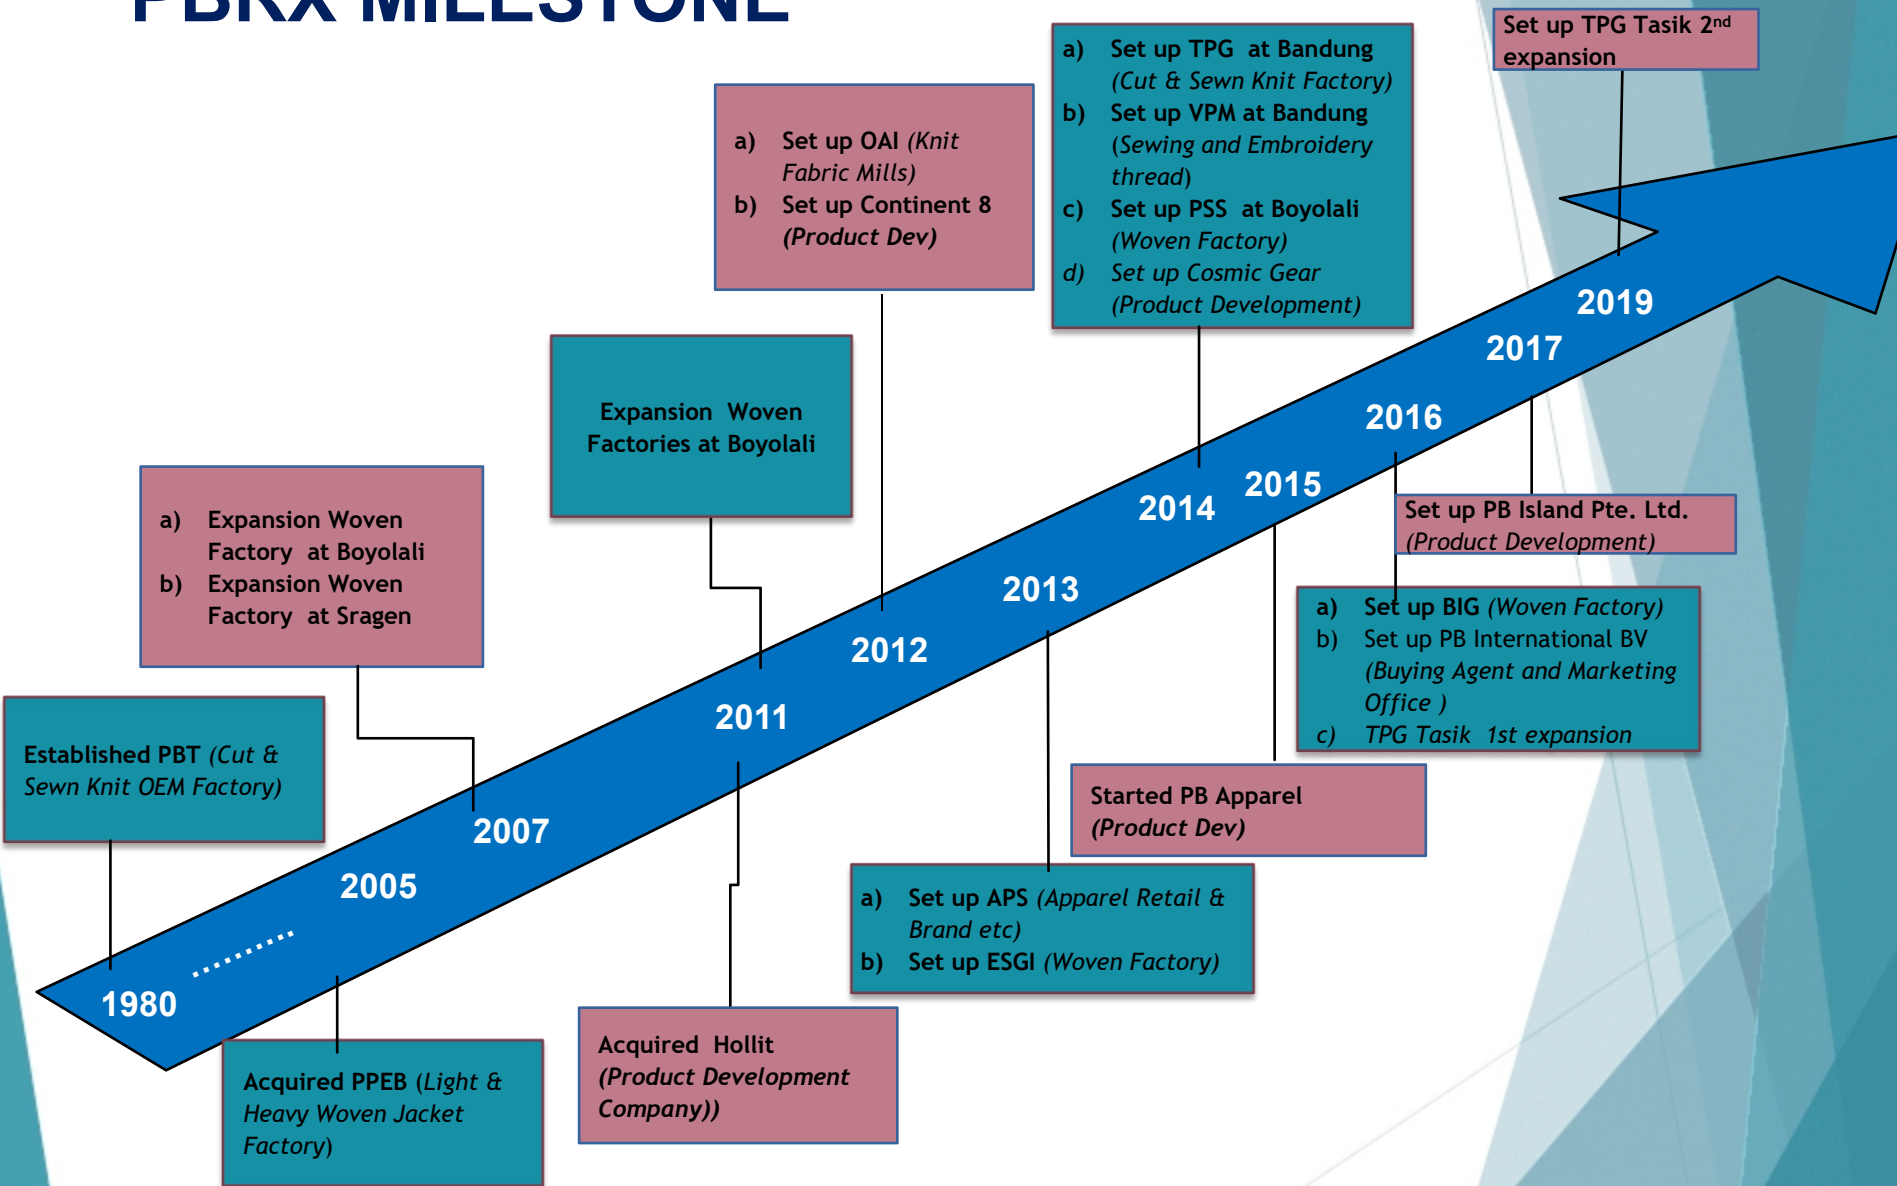 PBRX MILESTONE
Set up TPG Tasik 2nd
expansion
a) Set up TPG at Bandung
(Cut & Sewn Knit Factory)
b) Set up VPM at Bandung
(Sewing and Embroidery
thread)
c) Set up PSS at Boyolali
(Woven Factory)
d) Set up Cosmic Gear
(Product Development)
a) Set up OAI (Knit
Fabric Mills)
b) Set up Continent 8
(Product Dev)
Expansion Woven
Factories at Boyolali
a) Expansion Woven
Factory at Boyolali
b) Expansion Woven
Factory at Sragen
Established PBT (Cut &
Sewn Knit OEM Factory)
1980
2005
2007
2011
2012
2013
2014
2015
2016
2017
2019
Set up PB Island Pte. Ltd.
(Product Development)
a) Set up BIG (Woven Factory)
b) Set up PB International BV
(Buying Agent and Marketing
Office )
c) TPG Tasik 1st expansion
Started PB Apparel
(Product Dev)
a) Set up APS (Apparel Retail &
Brand etc)
b) Set up ESGI (Woven Factory)
Acquired Hollit
(Product Development
Company))
Acquired PPEB (Light &
Heavy Woven Jacket
Factory)